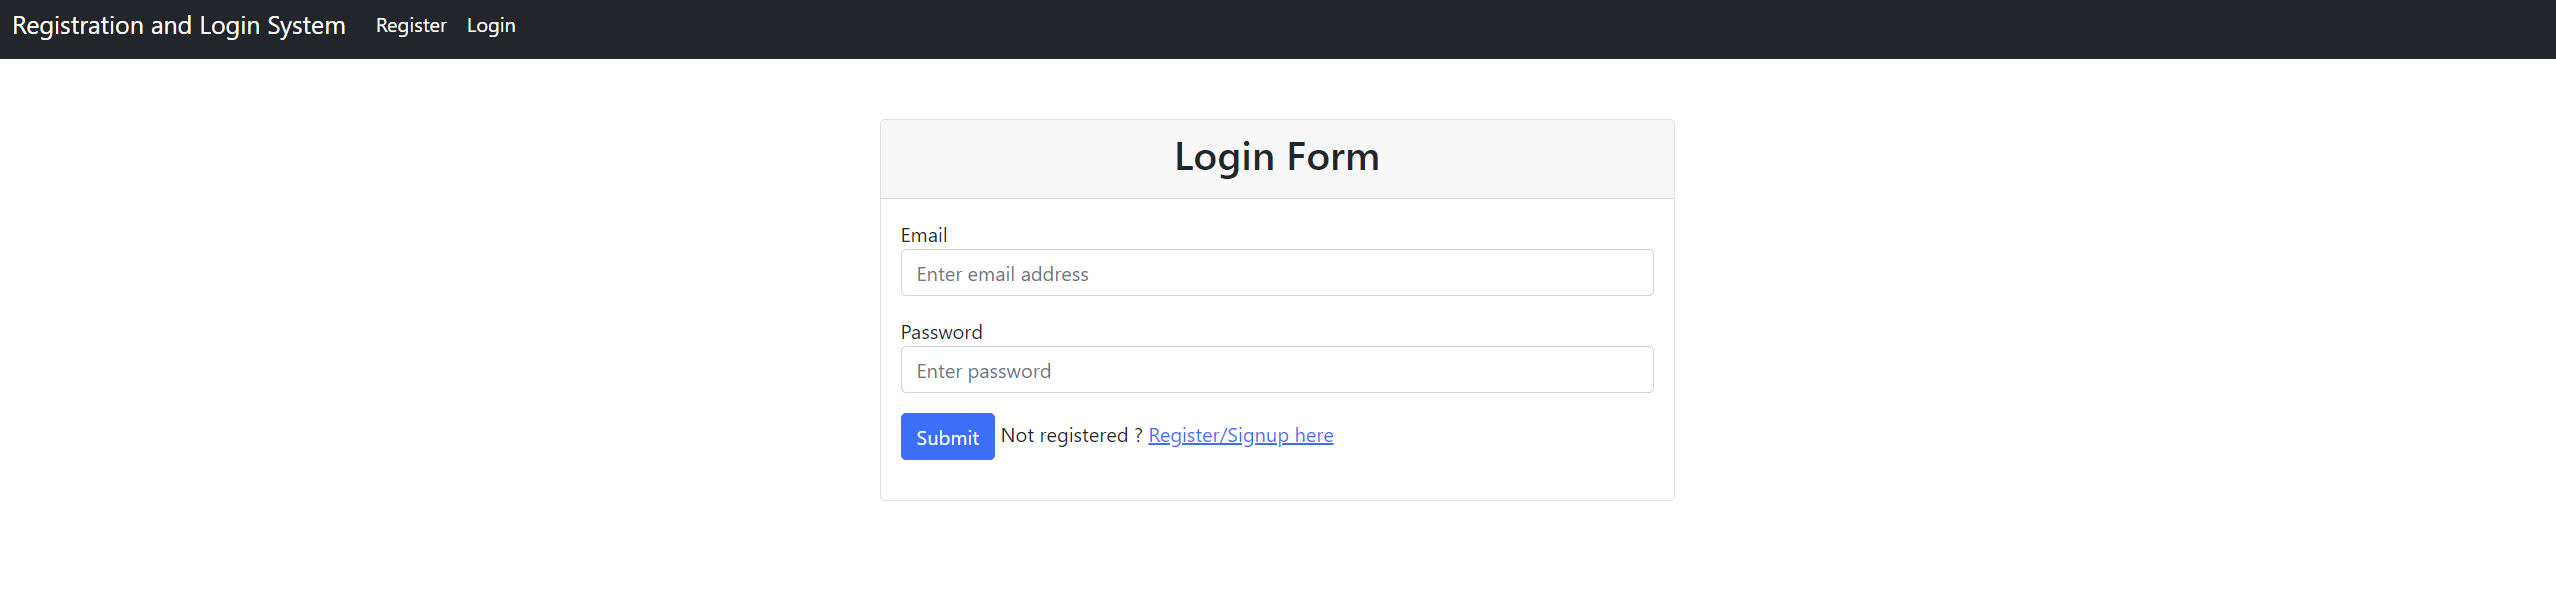 Registration and Login System Register Login
Login Form
Email
Enter email address
Password
Enter password
Submit Not registered ? Register/Signup here